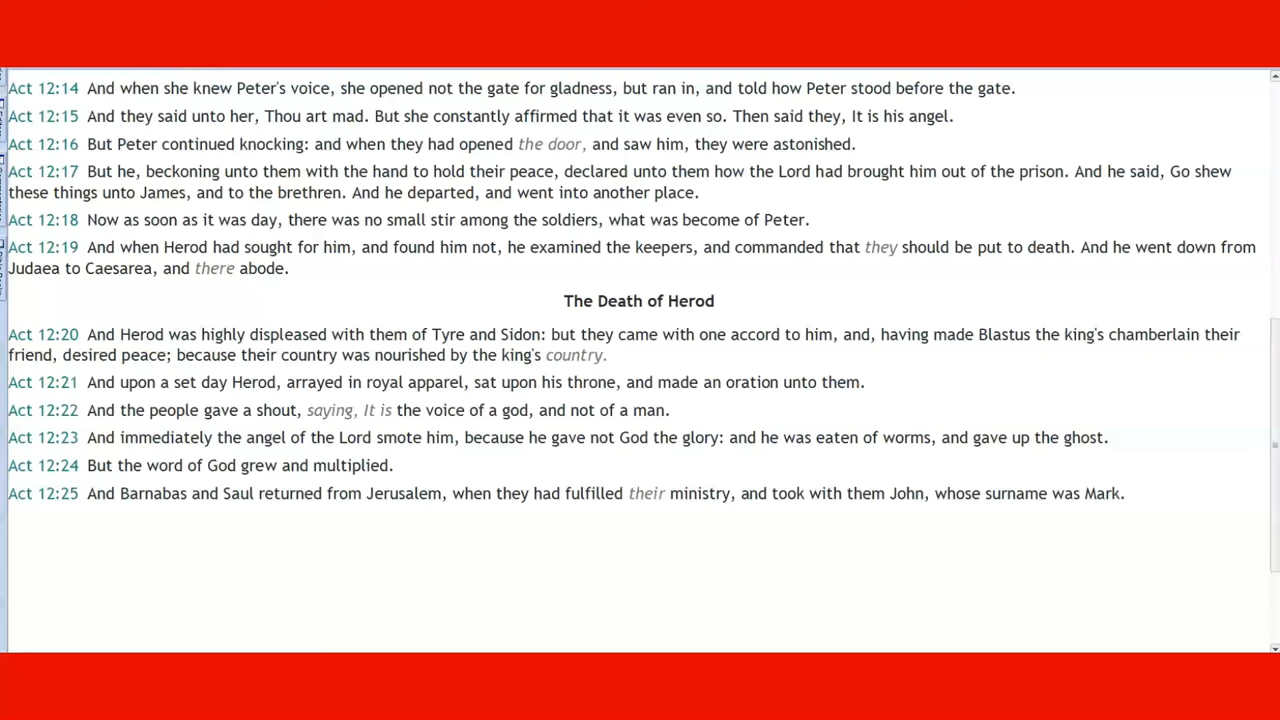 Act 12:14 And when she knew Peter's voice, she opened not the gate for gladness, but ran in, and told how Peter stood before the gate.
Act 12:15 And they said unto her, Thou art mad. But she constantly affirmed that it was even so. Then said they, It is his angel.
Act 12:16 But Peter continued knocking: and when they had opened the door, and saw him, they were astonished.
Act 12:17 But he, beckoning unto them with the hand to hold their peace, declared unto them how the Lord had brought him out of the prison. And he said, Go shew
these things unto James, and to the brethren. And he departed, and went into another place.
Act 12:18 Now as soon as it was day, there was no small stir among the soldiers, what was become of Peter.
Act 12:19 And when Herod had sought for him, and found him not, he examined the keepers, and commanded that they should be put to death. And he went down from
Judaea to Caesarea, and there abode.
The Death of Herod
Act 12:20 And Herod was highly displeased with them of Tyre and Sidon: but they came with one accord to him, and, having made Blastus the king's chamberlain their
friend, desired peace; because their country was nourished by the king's country.
Act 12:21 And upon a set day Herod, arrayed in royal apparel, sat upon his throne, and made an oration unto them.
Act 12:22 And the people gave a shout, saying, It is the voice of a god, and not of a man.
Act 12:23 And immediately the angel of the Lord smote him, because he gave not God the glory: and he was eaten of worms, and gave up the ghost.
Act 12:24 But the word of God grew and multiplied.
Act 12:25 And Barnabas and Saul returned from Jerusalem, when they had fulfilled their ministry, and took with them John, whose surname was Mark.